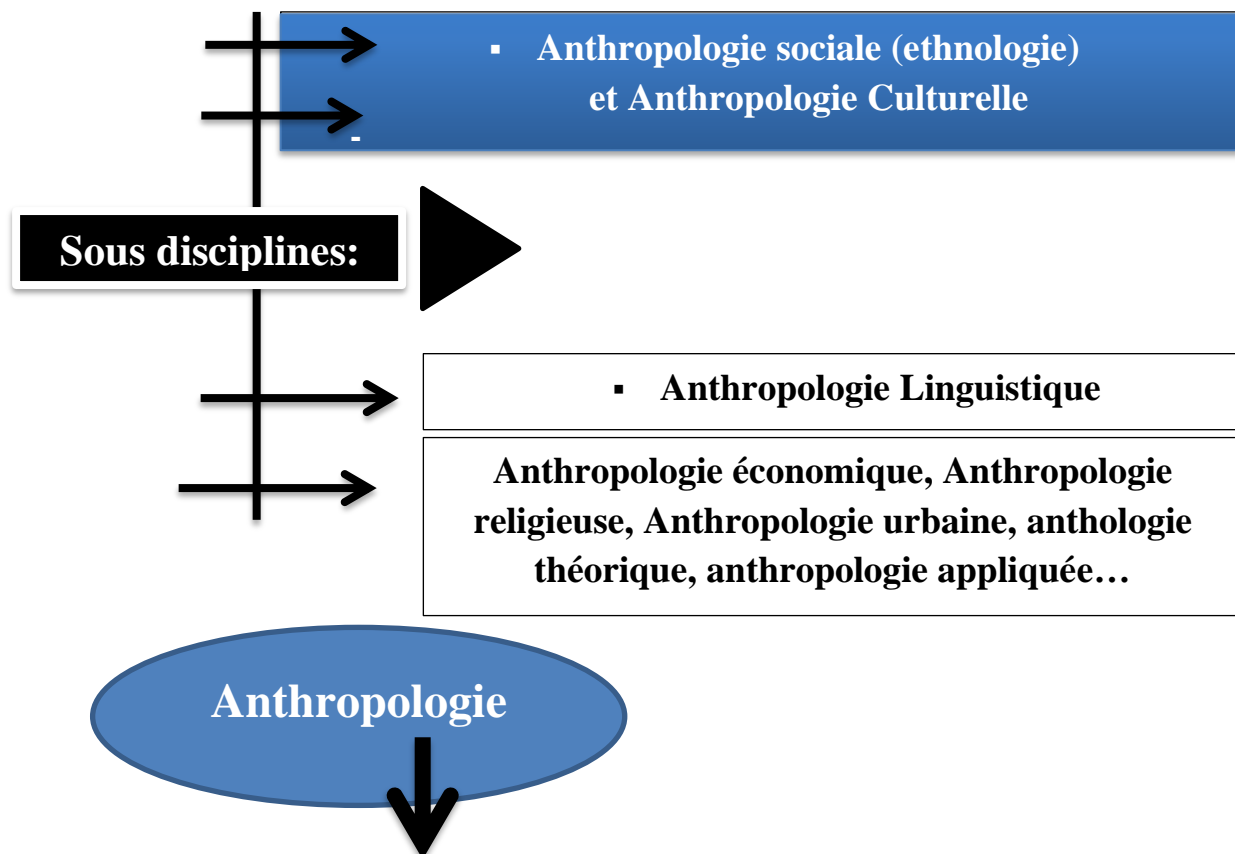 ▪ Anthropologie sociale (ethnologie)
et Anthropologie Culturelle
-
Sous disciplines:
▪ Anthropologie Linguistique
Anthropologie économique, Anthropologie
religieuse, Anthropologie urbaine, anthologie
théorique, anthropologie appliquée…
Anthropologie